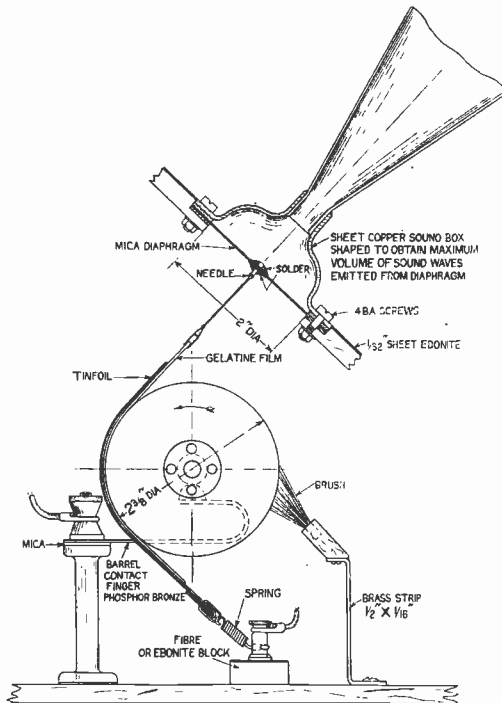 SHEET COPPER SOUND BOX
SHAPED TO OBTAIN MAXIMUM
VOLUME OF SOUND WAVES
EMITTED FROM DIAPHRAGM
MICA DIAPHRAGM
SOLDER
NEEDLE
2" DIA
4BA SCREWS
1/32" SHEET EDONITE
GELATINE FILM
TINFOIL
2 3/8" DIA
BRUSH
MICA
BARREL
CONTACT
FINGER
PHOSPHOR BRONZE
SPRING
BRASS STRIP
1/2" X 1/16"
FIBRE
OR EBONITE BLOCK